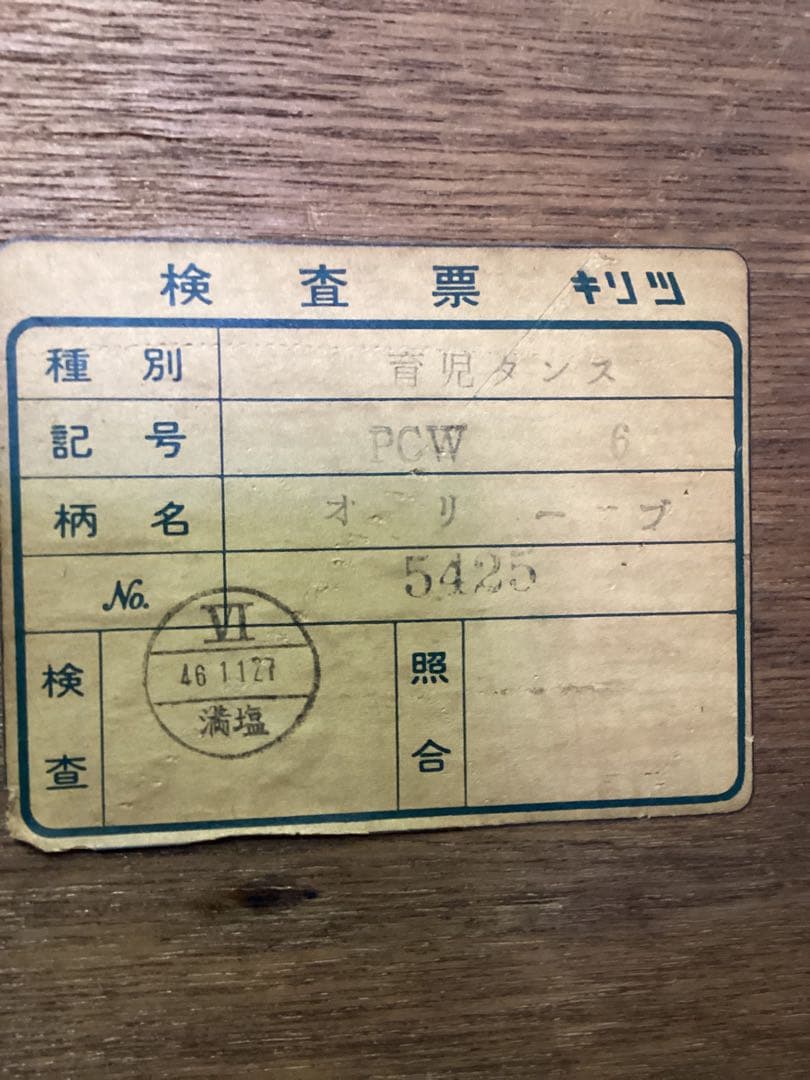 検査票 キリツ
種別 育児タンス
記号 PCW 6
柄名 オリーブ
No. 5425
検査 VI
46 11 27
満塩
照合